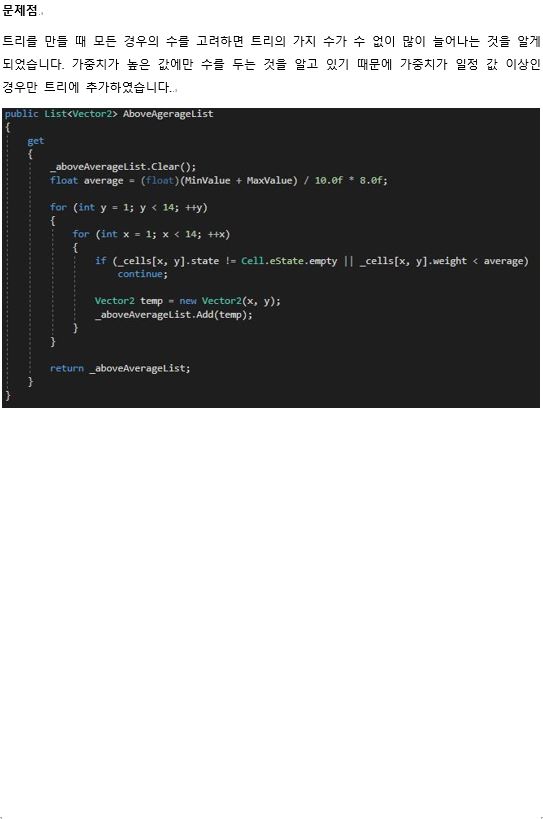 문제점
트리를 만들 때 모든 경우의 수를 고려하면 트리의 가지 수가 수 없이 많이 늘어나는 것을 알게
되었습니다. 가중치가 높은 값에만 수를 두는 것을 알고 있기 때문에 가중치가 일정 값 이상인
경우만 트리에 추가하였습니다..
public List<Vector2> AboveAgerageList
{
get
{
_aboveAverageList.Clear();
float average = (float)(MinValue + MaxValue) / 10.0f * 8.0f;
for (int y = 1; y < 14; ++y)
{
for (int x = 1; x < 14; ++x)
{
if (_cells[x, y].state != Cell.eState.empty || _cells[x, y].weight < average)
continue;
Vector2 temp = new Vector2(x, y);
_aboveAverageList.Add(temp);
}
}
return _aboveAverageList;
}
}